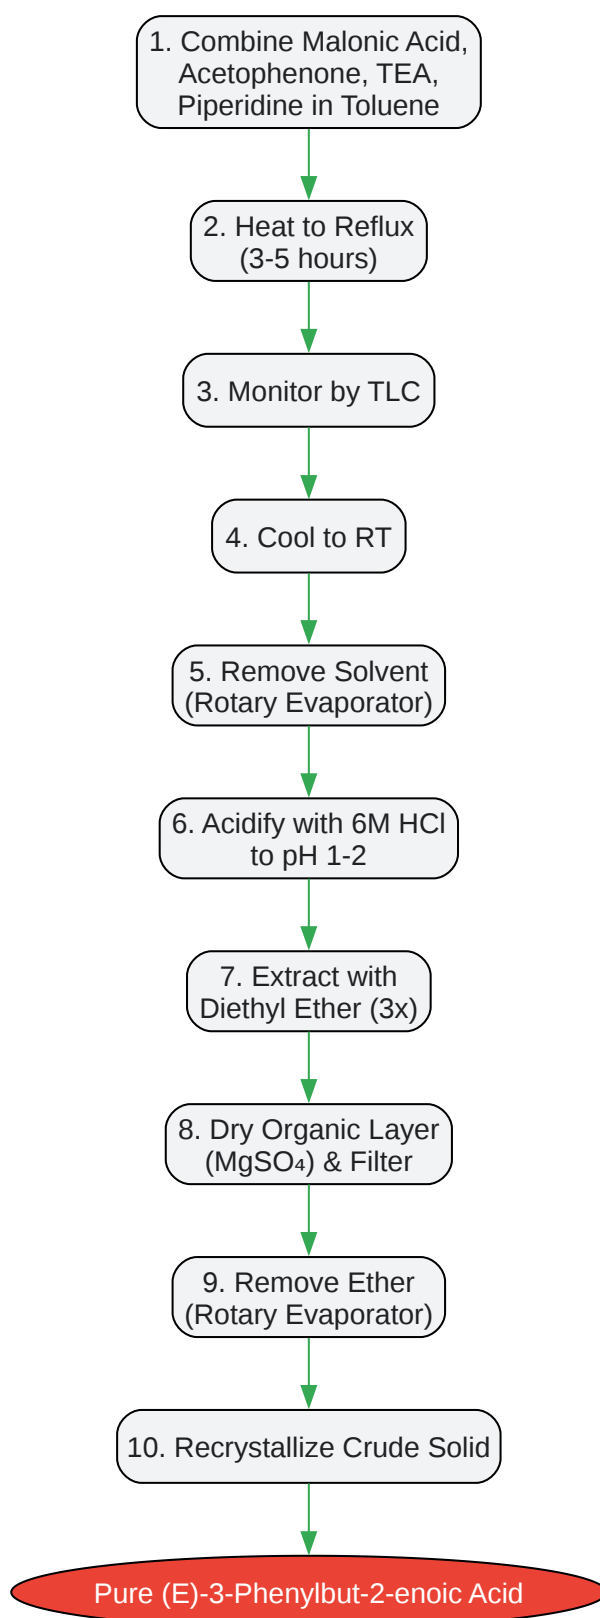 1. Combine Malonic Acid,
Acetophenone, TEA,
Piperidine in Toluene
2. Heat to Reflux
(3-5 hours)
3. Monitor by TLC
4. Cool to RT
5. Remove Solvent
(Rotary Evaporator)
6. Acidify with 6M HCl
to pH 1-2
7. Extract with
Diethyl Ether (3x)
8. Dry Organic Layer
(MgSO₄) & Filter
9. Remove Ether
(Rotary Evaporator)
10. Recrystallize Crude Solid
Pure (E)-3-Phenylbut-2-enoic Acid